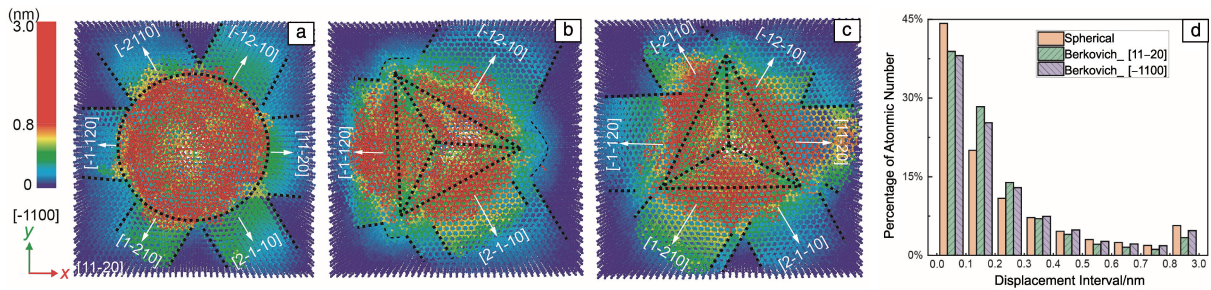 (nm)
3.0
0.8
0
[-1100]
y
x
[11-20]
a
[-2110]
[-12-10]
[-1-120]
[11-20]
[1-210]
[2-1-10]
b
[-12-10]
[-1-120]
[2-1-10]
c
[-2110]
[-12-10]
[-1-120]
[11-20]
[1-210]
[2-1-10]
d
Percentage of Atonmic Number
45%
30%
15%
0%
Spherical
Berkovich_ [11-20]
Berkovich_ [-1100]
0.0 0.1 0.2 0.3 0.4 0.5 0.6 0.7 0.8 3.0
Displacement Interval/nm